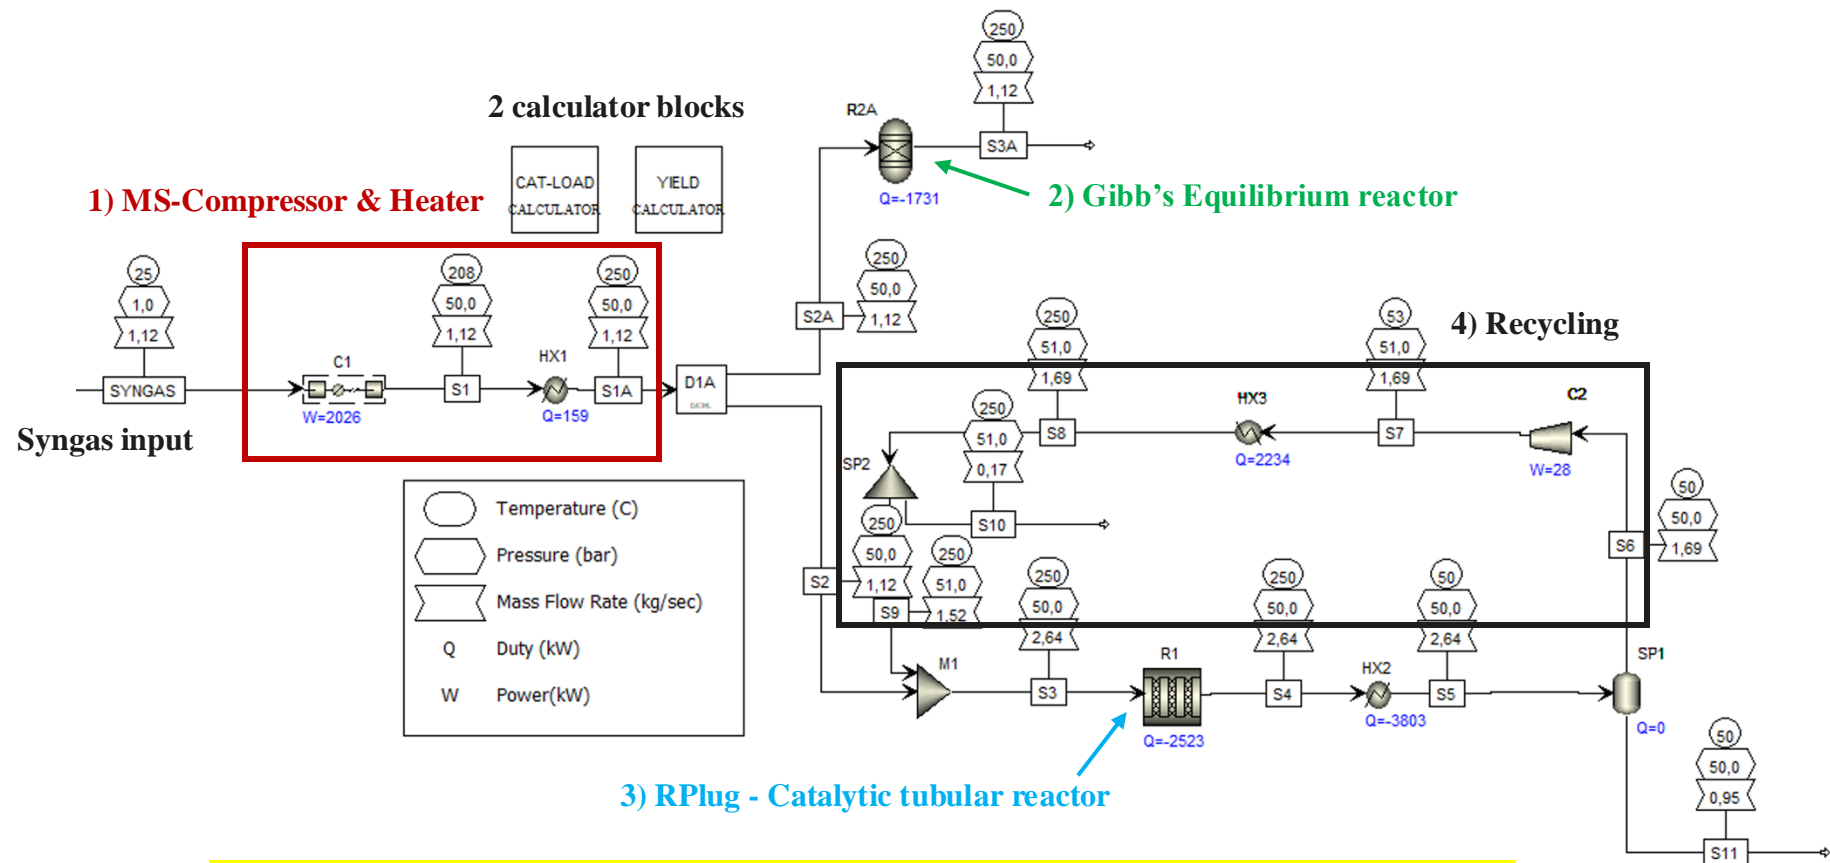 250
50,0
1,12
2 calculator blocks
R2A
S3A
CAT-LOAD
CALCULATOR
YIELD
CALCULATOR
1) MS-Compressor & Heater
2) Gibb's Equilibrium reactor
Q=-1731
25
1,0
1,12
208
50,0
1,12
250
50,0
1,12
250
50,0
1,12
S2A
250
51,0
1,69
53
51,0
1,69
4) Recycling
C1
HX1
SYNGAS
S1
S1A
D1A
DUPL
W=2026
Q=159
Syngas input
250
51,0
0,17
S8
HX3
Q=2234
S7
C2
W=28
SP2
S10
50
50,0
1,69
S6
Temperature (C)
Pressure (bar)
Mass Flow Rate (kg/sec)
Q Duty (kW)
W Power(kW)
250
50,0
1,12
S2
250
51,0
1,52
S9
250
50,0
2,64
250
50,0
2,64
50
50,0
2,64
M1
S3
R1
Q=-2523
S4
HX2
Q=-3803
S5
SP1
Q=0
3) RPlug - Catalytic tubular reactor
50
50,0
0,95
S11